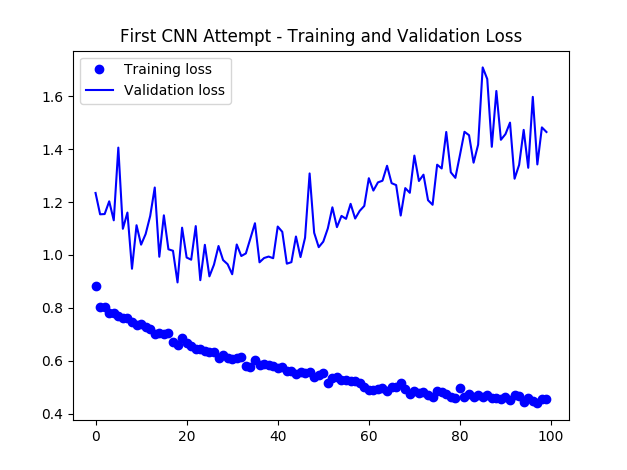 First CNN Attempt - Training and Validation Loss
Training loss
Validation loss
1.6
1.4
1.2
1.0
0.8
0.6
0.4
0 20 40 60 80 100